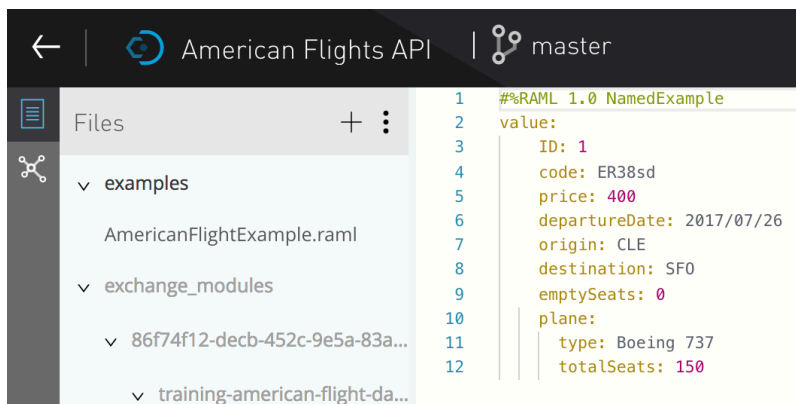 American Flights API
master
Files
examples
AmericanFlightExample.raml
exchange_modules
86f74f12-decb-452c-9e5a-83a...
training-american-flight-da...
1 #%RAML 1.0 NamedExample
2 value:
3 ID: 1
4 code: ER38sd
5 price: 400
6 departureDate: 2017/07/26
7 origin: CLE
8 destination: SFO
9 emptySeats: 0
10 plane:
11 type: Boeing 737
12 totalSeats: 150